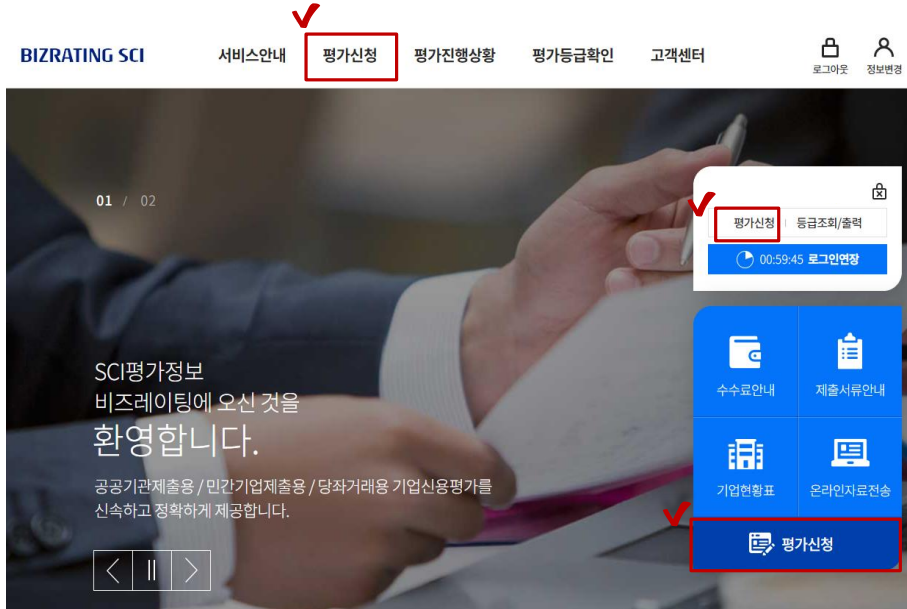 BIZRATING SCI 서비스안내 평가신청 평가진행상황 평가등급확인 고객센터 로그아웃 정보변경
01 / 02
평가신청 등급조회/출력
00:59:45 로그인연장
수수료안내 제출서류안내
SCI평가정보
비즈레이팅에 오신 것을
환영합니다.
공공기관제출용 / 민간기업제출용 / 당좌거래용 기업신용평가를
신속하고 정확하게 제공합니다.
기업현황표 온라인자료전송
평가신청